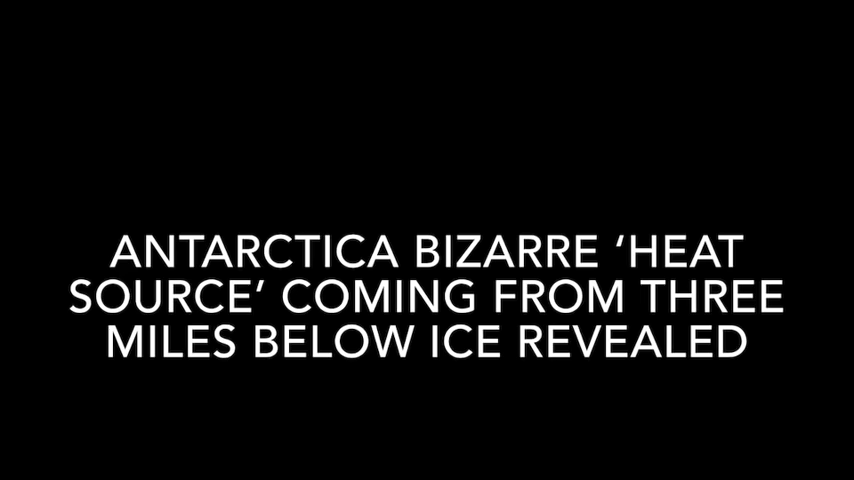 ANTARCTICA BIZARRE ‘HEAT
SOURCE’ COMING FROM THREE
MILES BELOW ICE REVEALED